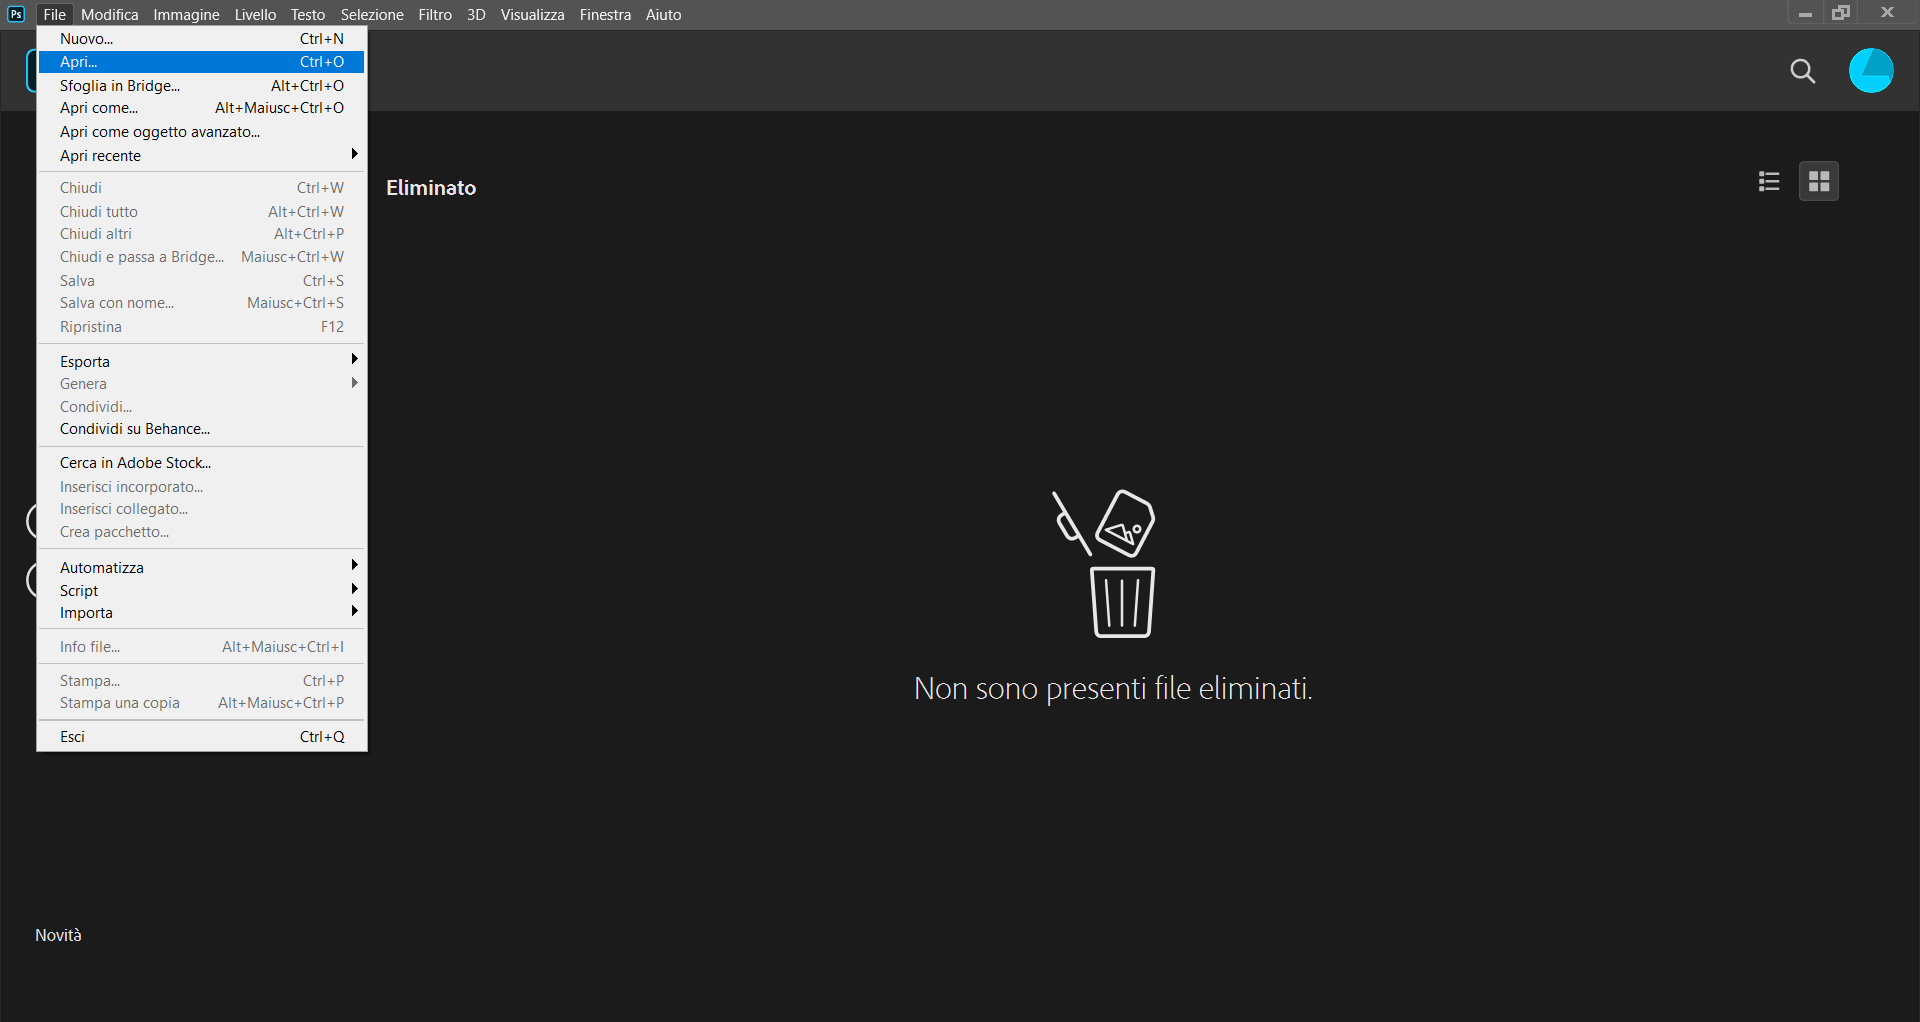 Ps File Modifica Immagine Livello Testo Selezione Filtro 3D Visualizza Finestra Aiuto
Nuovo... Ctrl+N
Apri... Ctrl+O
Sfoglia in Bridge... Alt+Ctrl+O
Apri come... Alt+Maiusc+Ctrl+O
Apri come oggetto avanzato...
Apri recente
Chiudi Ctrl+W
Chiudi tutto Alt+Ctrl+W
Chiudi altri Alt+Ctrl+P
Chiudi e passa a Bridge... Maiusc+Ctrl+W
Salva Ctrl+S
Salva con nome... Maiusc+Ctrl+S
Ripristina F12
Esporta
Genera
Condividi...
Condividi su Behance...
Cerca in Adobe Stock...
Inserisci incorporato...
Inserisci collegato...
Crea pacchetto...
Automatizza
Script
Importa
Info file... Alt+Maiusc+Ctrl+I
Stampa... Ctrl+P
Stampa una copia Alt+Maiusc+Ctrl+P
Esci Ctrl+Q
Eliminato
Non sono presenti file eliminati.
Novità